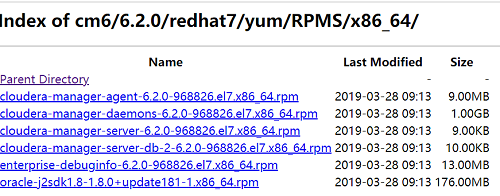 Index of cm6/6.2.0/redhat7/yum/RPMS/x86_64/
Name Last Modified Size
Parent Directory - -
cloudera-manager-agent-6.2.0-968826.el7.x86_64.rpm 2019-03-28 09:13 9.00MB
cloudera-manager-daemons-6.2.0-968826.el7.x86_64.rpm 2019-03-28 09:13 1.00GB
cloudera-manager-server-6.2.0-968826.el7.x86_64.rpm 2019-03-28 09:13 9.00KB
cloudera-manager-server-db-2-6.2.0-968826.el7.x86_64.rpm 2019-03-28 09:13 10.00KB
enterprise-debuginfo-6.2.0-968826.el7.x86_64.rpm 2019-03-28 09:13 13.00MB
oracle-j2sdk1.8-1.8.0+update181-1.x86_64.rpm 2019-03-28 09:13 176.00MB